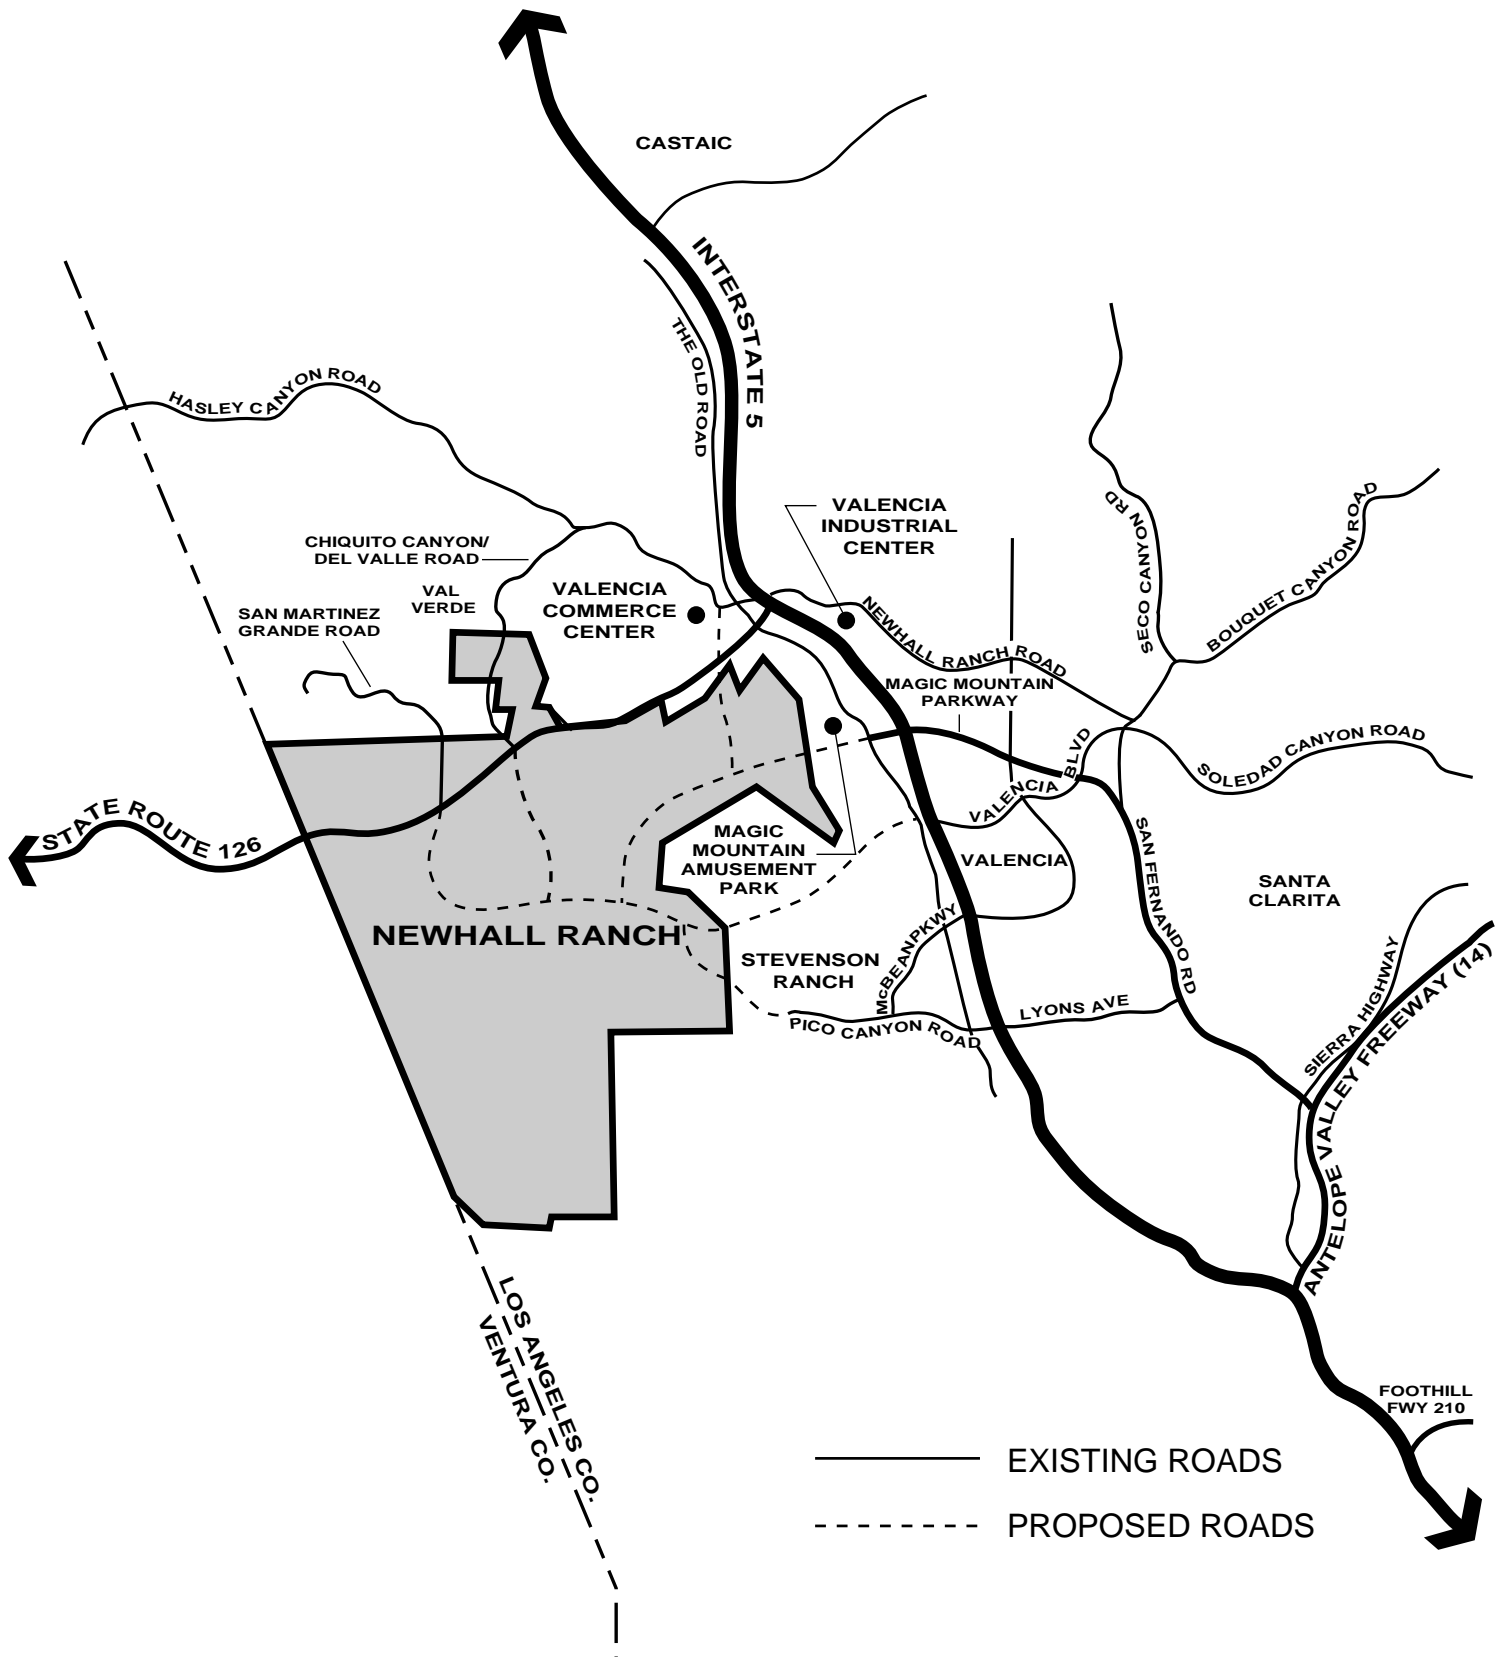 CASTAIC
INTERSTATE 5
THE OLD ROAD
HASLEY CANYON ROAD
VALENCIA
INDUSTRIAL
CENTER
SECO CANYON RD
BOUQUET CANYON ROAD
CHIQUITO CANYON/
DEL VALLE ROAD
VAL
VERDE
VALENCIA
COMMERCE
CENTER
SAN MARTINEZ
GRANDE ROAD
NEWHALL RANCH ROAD
MAGIC MOUNTAIN
PARKWAY
VALENCIA BLVD
SOLEDAD CANYON ROAD
STATE ROUTE 126
MAGIC
MOUNTAIN
AMUSEMENT
PARK
VALENCIA
SAN FERNANDO RD
SANTA
CLARITA
NEWHALL RANCH
STEVENSON
RANCH
McBEAN PKWY
PICO CANYON ROAD
LYONS AVE
SIERRA HIGHWAY
ANTELOPE VALLEY FREEWAY (14)
LOS ANGELES CO.
VENTURA CO.
FOOTHILL
FWY 210
EXISTING ROADS
PROPOSED ROADS